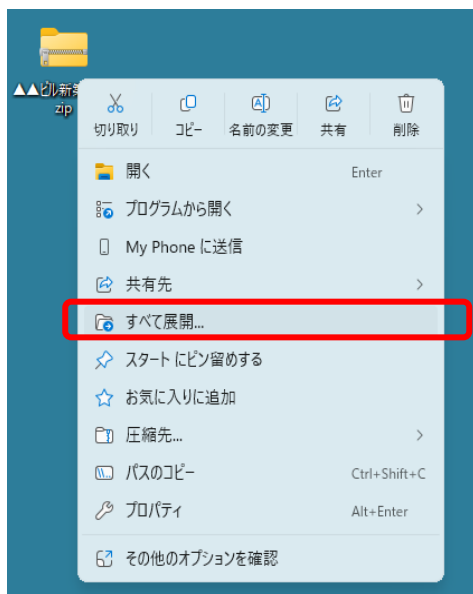 ▲▲ビル新
zip
切り取り コピー 名前の変更 共有 削除
開く Enter
プログラムから開く
My Phone に送信
共有先
すべて展開...
スタート にピン留めする
お気に入りに追加
圧縮先...
パスのコピー Ctrl+Shift+C
プロパティ Alt+Enter
その他のオプションを確認